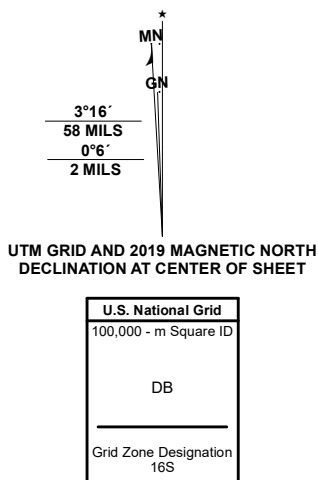 ★
MN
GN
3°16´
58 MILS
0°6´
2 MILS
UTM GRID AND 2019 MAGNETIC NORTH
DECLINATION AT CENTER OF SHEET
U.S. National Grid
100,000 - m Square ID
DB
Grid Zone Designation
16S